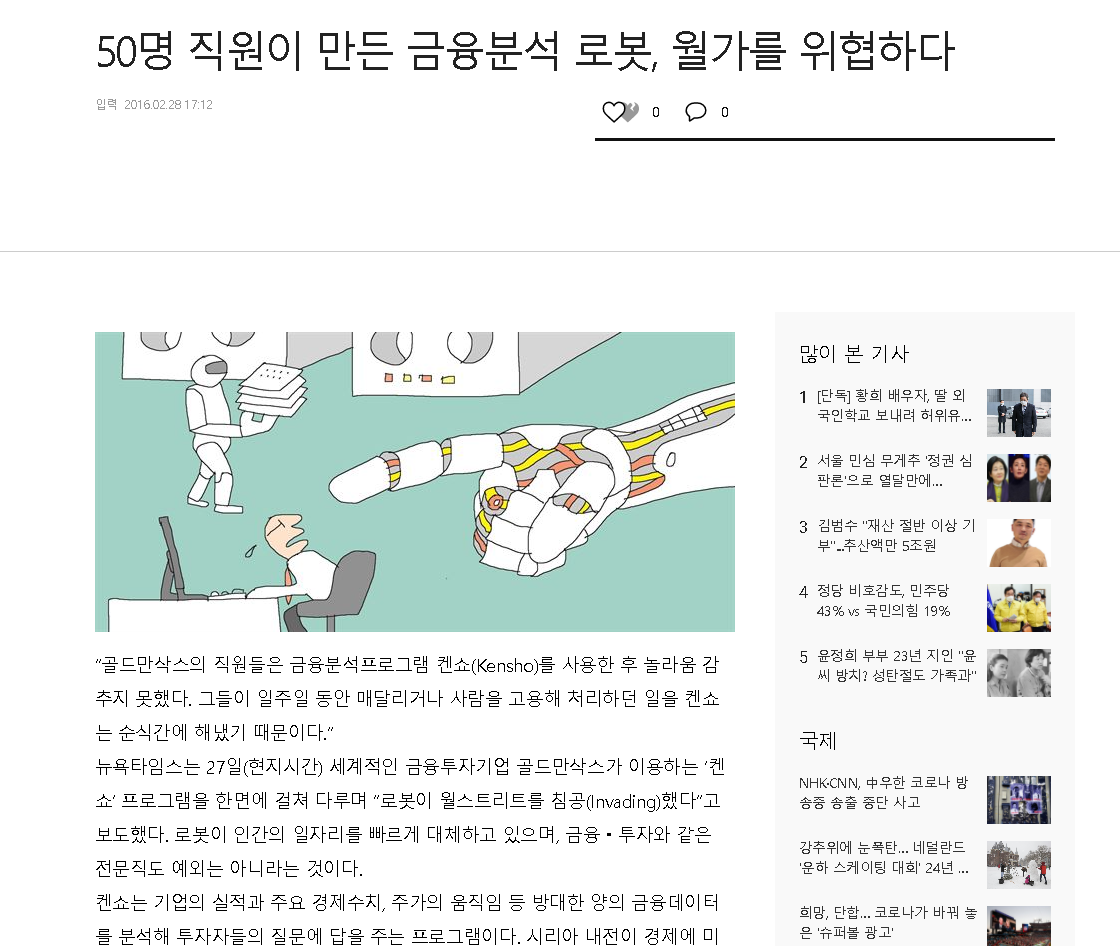 50명 직원이 만든 금융분석 로봇, 월가를 위협하다
입력 2016.02.28 17:12
0
0
“골드만삭스의 직원들은 금융분석프로그램 켄쇼(Kensho)를 사용한 후 놀라움 감
추지 못했다. 그들이 일주일 동안 매달리거나 사람을 고용해 처리하던 일을 켄쇼
는 순식간에 해냈기 때문이다.”
뉴욕타임스는 27일(현지시간) 세계적인 금융투자기업 골드만삭스가 이용하는 ‘켄
쇼’ 프로그램을 한면에 걸쳐 다루며 “로봇이 월스트리트를 침공(Invading)했다”고
보도했다. 로봇이 인간의 일자리를 빠르게 대체하고 있으며, 금융・투자와 같은
전문직도 예외는 아니라는 것이다.
켄쇼는 기업의 실적과 주요 경제수치, 주가의 움직임 등 방대한 양의 금융데이터
를 분석해 투자자들의 질문에 답을 주는 프로그램이다. 시리아 내전이 경제에 미
많이 본 기사
1 [단독] 황희 배우자, 딸 외
국인학교 보내려 허위유...
2 서울 민심 무게추 '정권 심
판론'으로 열달만에...
3 김범수 "재산 절반 이상 기
부"...추산액만 5조원
4 정당 비호감도, 민주당
43% vs 국민의힘 19%
5 윤정희 부부 23년 지인 "윤
씨 방치? 성탄절도 가족과"
국제
NHK·CNN, 中우한 코로나 방
송중 송출 중단 사고
강추위에 눈폭탄... 네덜란드
'운하 스케이팅 대회' 24년 ...
희망, 단합... 코로나가 바꿔 놓
은 '슈퍼볼 광고'